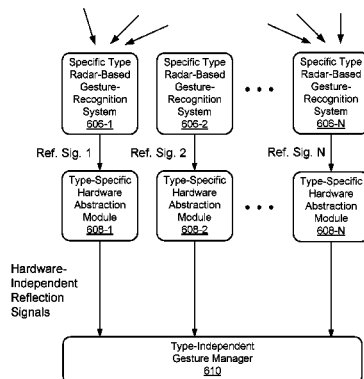 Specific Type
Radar-Based
Gesture-
Recognition
System
606-1
Specific Type
Radar-Based
Gesture-
Recognition
System
606-2
Specific Type
Radar-Based
Gesture-
Recognition
System
606-N
Ref. Sig. 1
Ref. Sig. 2
Ref. Sig. N
Type-Specific
Hardware
Abstraction
Module
608-1
Type-Specific
Hardware
Abstraction
Module
608-2
Type-Specific
Hardware
Abstraction
Module
608-N
Hardware-
Independent
Reflection
Signals
Type-Independent
Gesture Manager
610